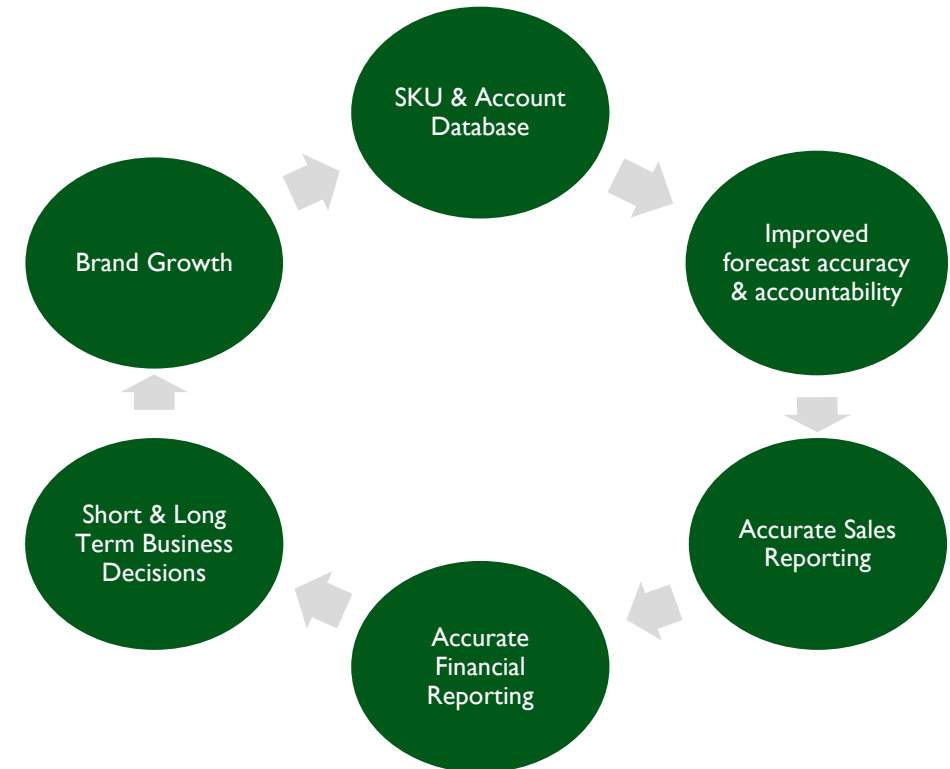 SKU & Account
Database
Improved
forecast accuracy
& accountability
Accurate Sales
Reporting
Accurate
Financial
Reporting
Short & Long
Term Business
Decisions
Brand Growth